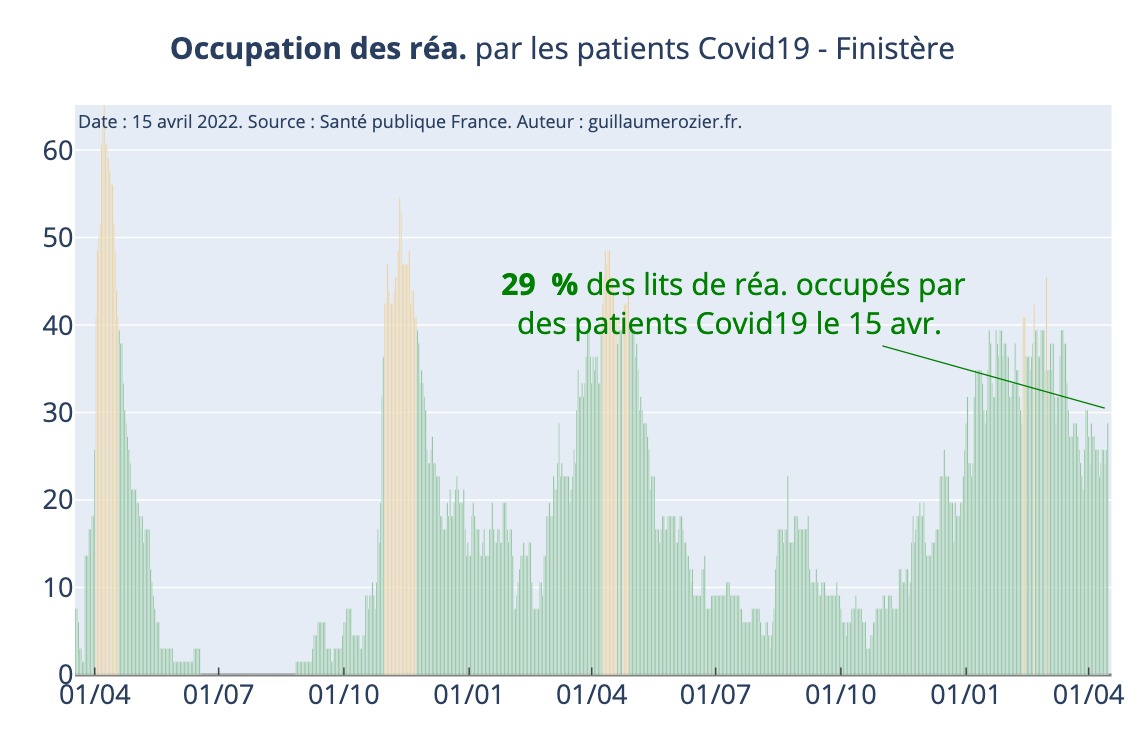 Occupation des réa. par les patients Covid19 - Finistère
Date : 15 avril 2022. Source : Santé publique France. Auteur : guillaumerozier.fr.
60
50
29 % des lits de réa. occupés par
des patients Covid19 le 15 avr.
40
30
20
10
0
01/04 01/07 01/10 01/01 01/04 01/07 01/10 01/01 01/04